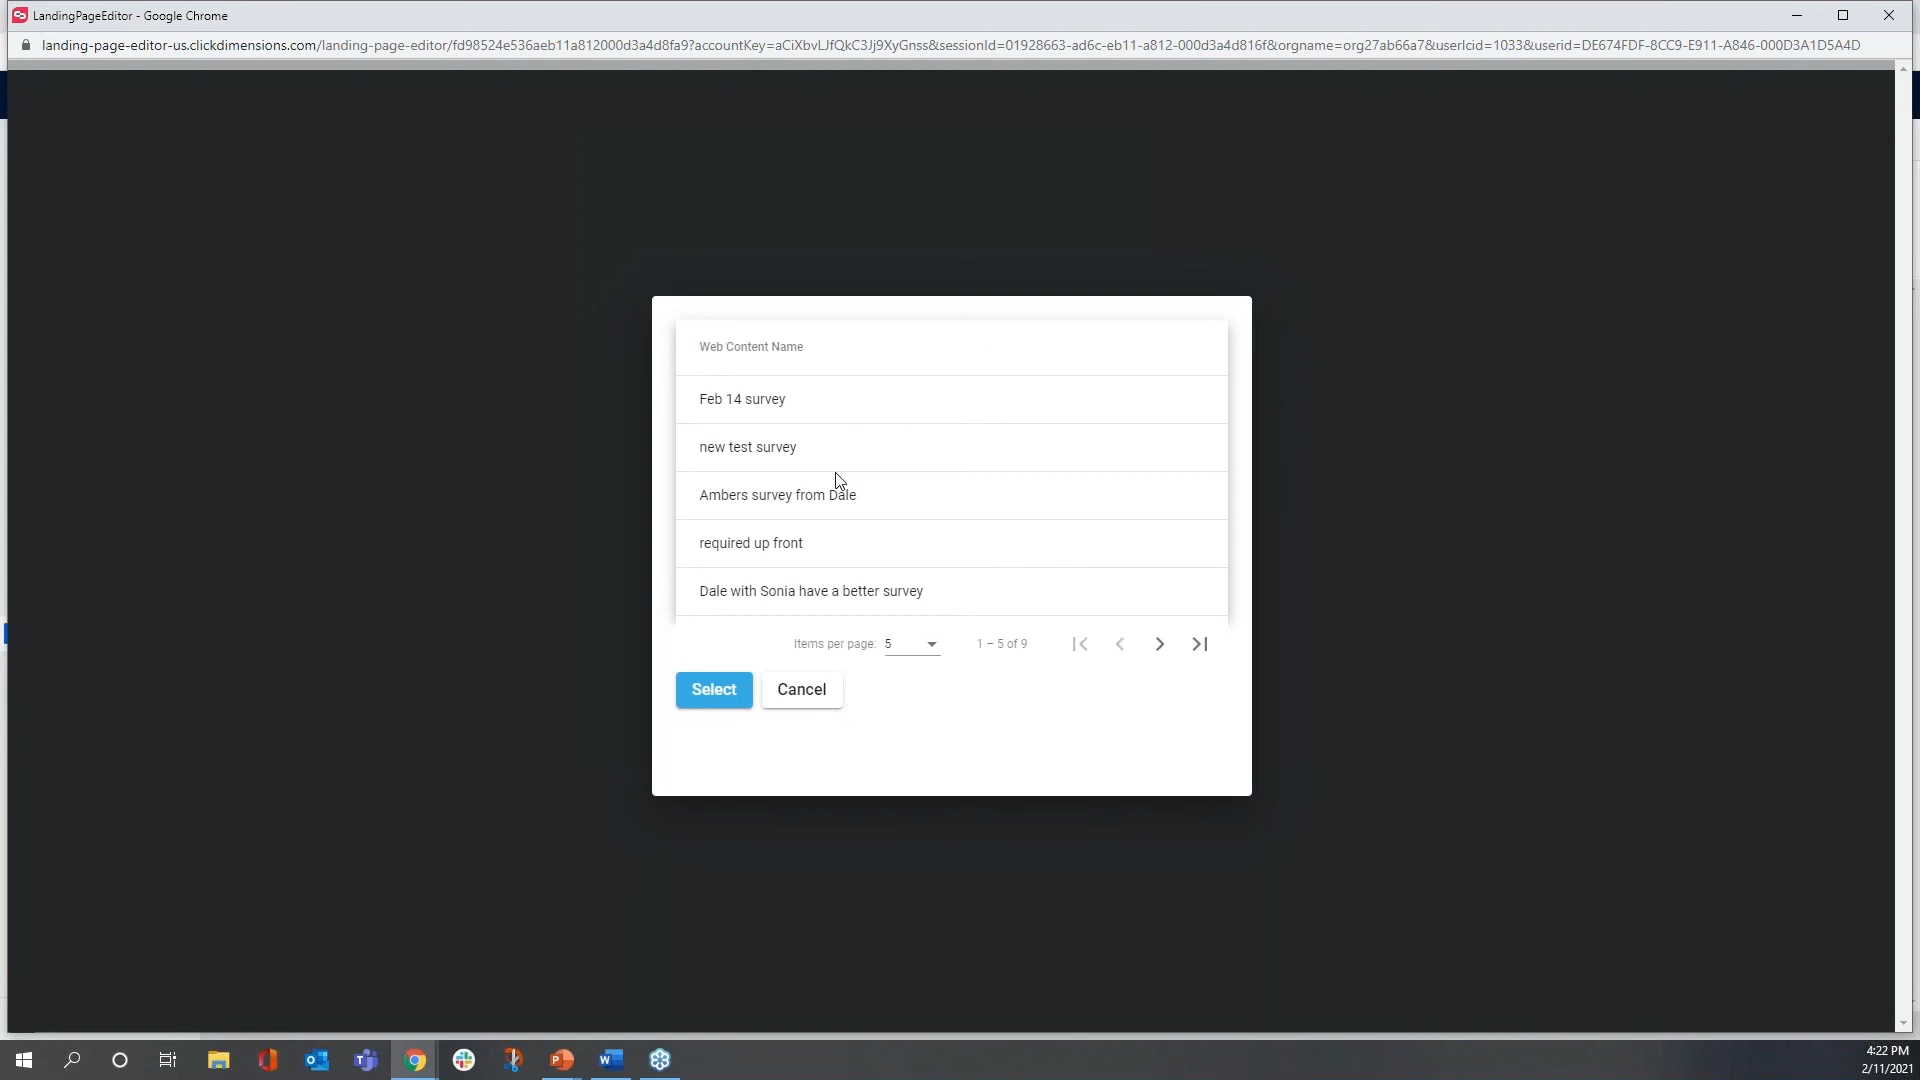 LandingPageEditor - Google Chrome
landing-page-editor-us.clickdimensions.com/landing-page-editor/fd98524e536aeb11a812000d3a4d8fa9?accountKey=aCiXbvLJfQkC3Jj9XyGnss&sessionId=01928663-ad6c-eb11-a812-000d3a4d816f&orgname=org27ab66a7&userlcid=1033&userid=DE674FDF-8CC9-E911-A846-000D3A1D5A4D
Web Content Name
Feb 14 survey
new test survey
Ambers survey from Dale
required up front
Dale with Sonia have a better survey
Items per page: 5 1 – 5 of 9
Select Cancel
4:22 PM
2/11/2021